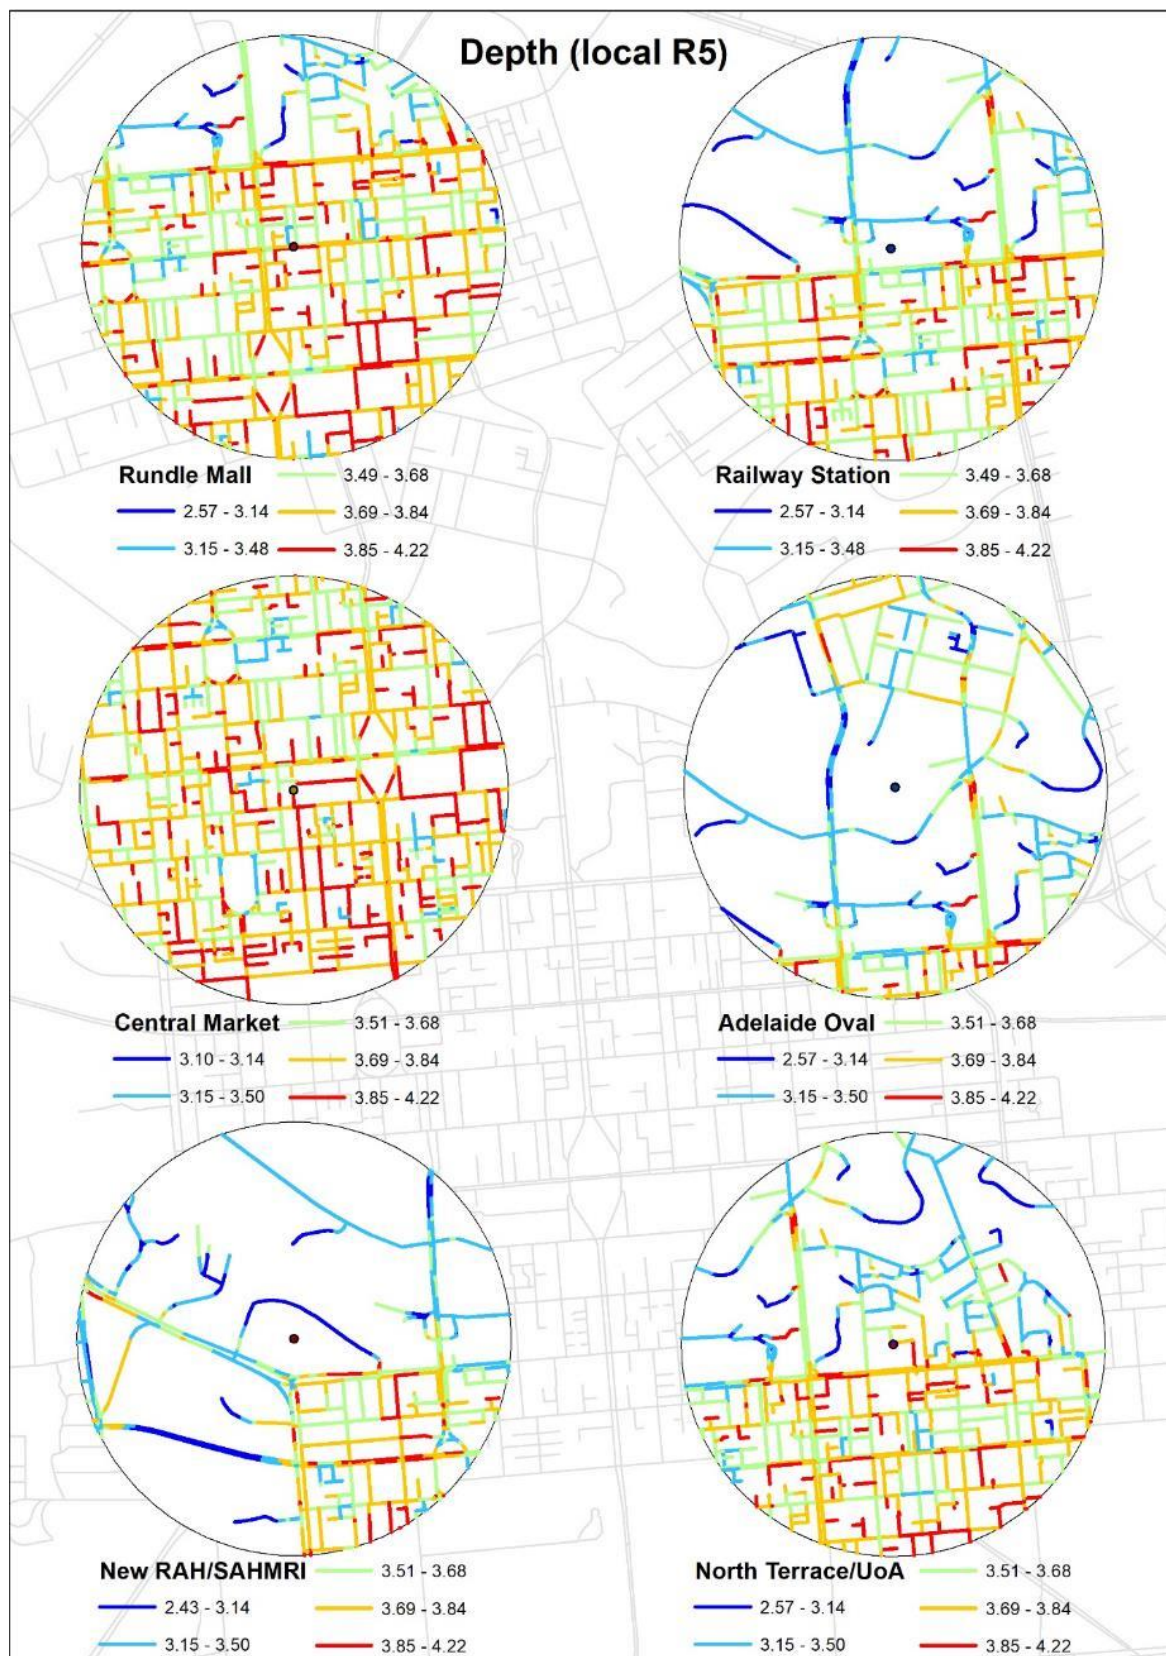 Depth (local R5)
Rundle Mall 3.49 - 3.68
2.57 - 3.14 3.69 - 3.84
3.15 - 3.48 3.85 - 4.22
Railway Station 3.49 - 3.68
2.57 - 3.14 3.69 - 3.84
3.15 - 3.48 3.85 - 4.22
Central Market 3.51 - 3.68
3.10 - 3.14 3.69 - 3.84
3.15 - 3.50 3.85 - 4.22
Adelaide Oval 3.51 - 3.68
2.57 - 3.14 3.69 - 3.84
3.15 - 3.50 3.85 - 4.22
New RAH/SAHMRI 3.51 - 3.68
2.43 - 3.14 3.69 - 3.84
3.15 - 3.50 3.85 - 4.22
North Terrace/UoA 3.51 - 3.68
2.57 - 3.14 3.69 - 3.84
3.15 - 3.50 3.85 - 4.22